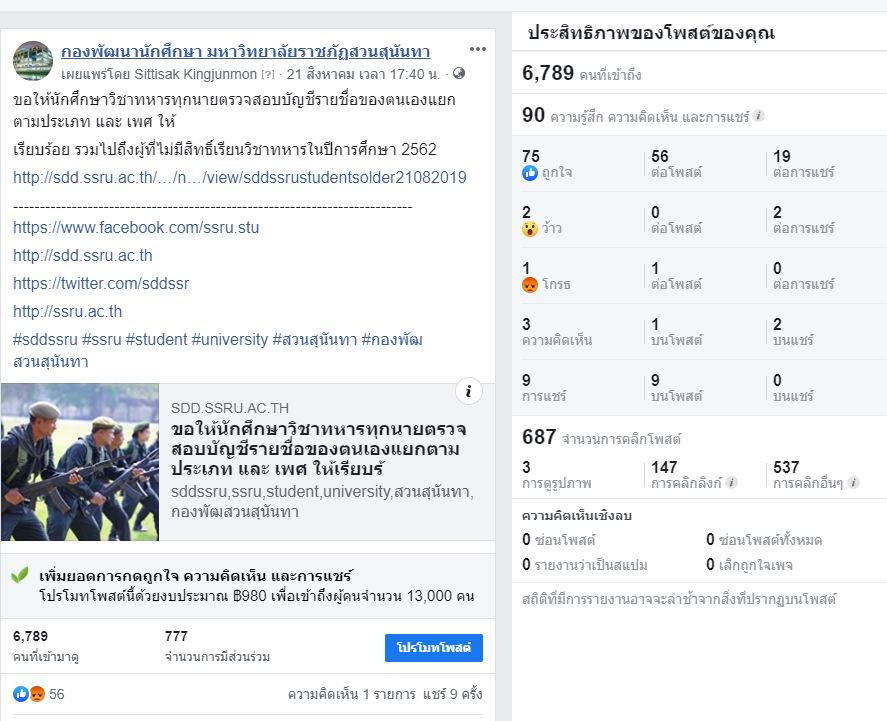 กองพัฒนานักศึกษา มหาวิทยาลัยราชภัฏสวนสุนันทา
เผยแพร่โดย Sittisak Kingjunmon [?] · 21 สิงหาคม เวลา 17:40 น. ·
ขอให้นักศึกษาวิชาทหารทุกนายตรวจสอบบัญชีรายชื่อของตนเองแยก
ตามประเภท และ เพศ ให้
เรียบร้อย รวมไปถึงผู้ที่ไม่มีสิทธิ์เรียนวิชาทหารในปีการศึกษา 2562
http://sdd.ssru.ac.th/…/n…/view/sddssrustudentsolder21082019
--------------------------------------------------------------------------
https://www.facebook.com/ssru.stu
http://sdd.ssru.ac.th
https://twitter.com/sddssr
http://ssru.ac.th
#sddssru #ssru #student #university #สวนสุนันทา #กองพัฒ
สวนสุนันทา
SDD.SSRU.AC.TH
ขอให้นักศึกษาวิชาทหารทุกนายตรวจ
สอบบัญชีรายชื่อของตนเองแยกตาม
ประเภท และ เพศ ให้เรียบร้
sddssru,ssru,student,university,สวนสุนันทา,
กองพัฒสวนสุนันทา
เพิ่มยอดการกดถูกใจ ความคิดเห็น และการแชร์
โปรโมทโพสต์นี้ด้วยงบประมาณ ฿980 เพื่อเข้าถึงผู้คนจำนวน 13,000 คน
6,789 777
คนที่เข้ามาดู จำนวนการมีส่วนร่วม
โปรโมทโพสต์
56 ความคิดเห็น 1 รายการ แชร์ 9 ครั้ง
ประสิทธิภาพของโพสต์ของคุณ
6,789 คนที่เข้าถึง
90 ความรู้สึก ความคิดเห็น และการแชร์
75 56 19
ถูกใจ ต่อโพสต์ ต่อการแชร์
2 0 2
ว้าว ต่อโพสต์ ต่อการแชร์
1 1 0
โกรธ ต่อโพสต์ ต่อการแชร์
3 1 2
ความคิดเห็น บนโพสต์ บนแชร์
9 9 0
การแชร์ บนโพสต์ บนแชร์
687 จำนวนการคลิกโพสต์
3 147 537
การดูรูปภาพ การคลิกลิงก์ การคลิกอื่นๆ
ความคิดเห็นเชิงลบ
0 ซ่อนโพสต์ 0 ซ่อนโพสต์ทั้งหมด
0 รายงานว่าเป็นสแปม 0 เลิกถูกใจเพจ
สถิติที่มีการรายงานอาจจะล่าช้าจากสิ่งที่ปรากฏบนโพสต์